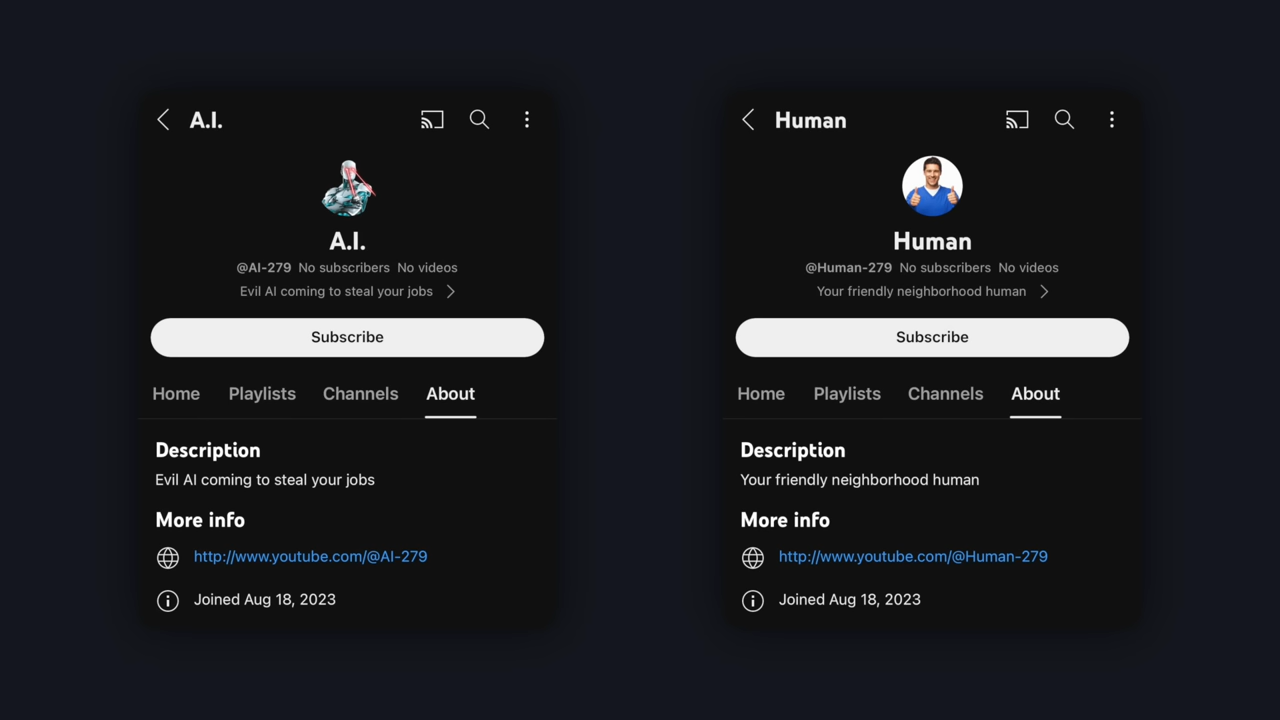 A.I.
A.I.
@AI-279 No subscribers No videos
Evil AI coming to steal your jobs
Subscribe
Home Playlists Channels About
Description
Evil AI coming to steal your jobs
More info
http://www.youtube.com/@AI-279
Joined Aug 18, 2023
Human
Human
@Human-279 No subscribers No videos
Your friendly neighborhood human
Subscribe
Home Playlists Channels About
Description
Your friendly neighborhood human
More info
http://www.youtube.com/@Human-279
Joined Aug 18, 2023